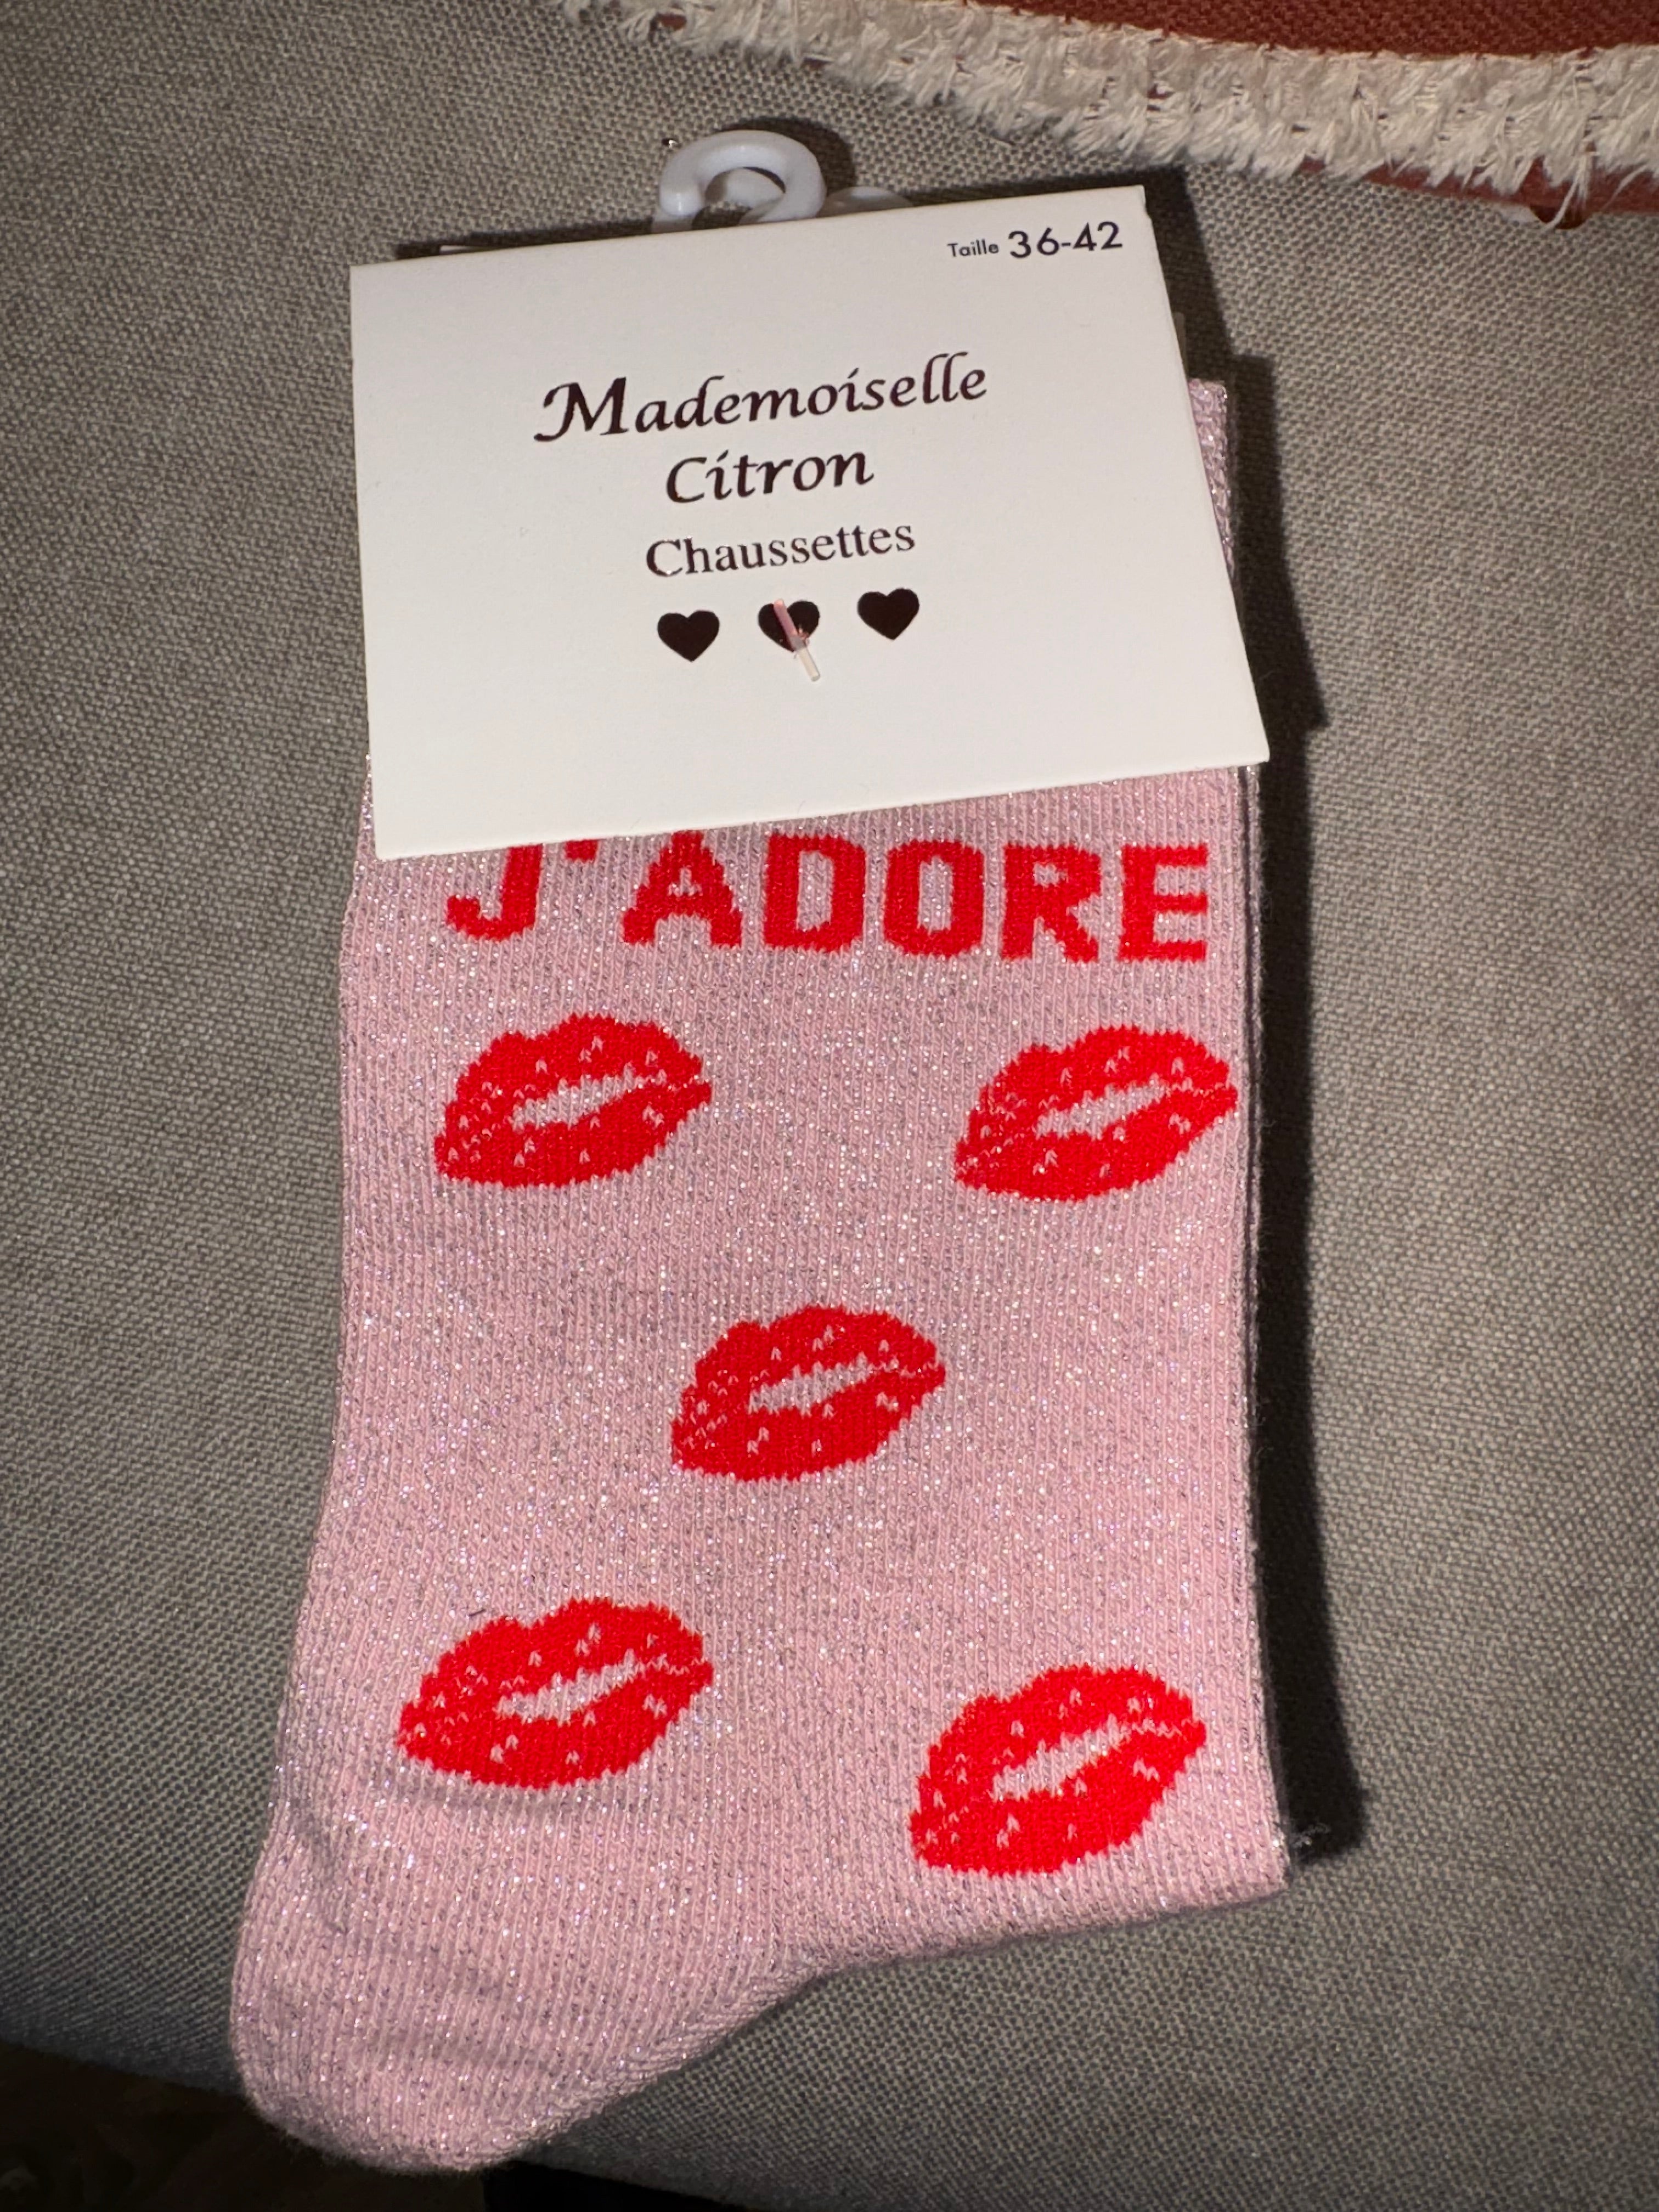 Taille 36-42
Mademoiselle
Citron
Chaussettes
J'ADORE